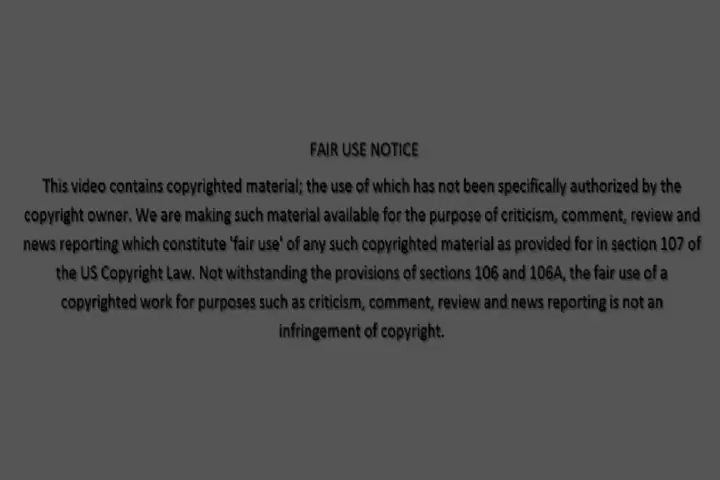 FAIR USE NOTICE
This video contains copyrighted material; the use of which has not been specifically authorized by the
copyright owner. We are making such material available for the purpose of criticism, comment, review and
news reporting which constitute 'fair use' of any such copyrighted material as provided for in section 107 of
the US Copyright Law. Not withstanding the provisions of sections 106 and 106A, the fair use of a
copyrighted work for purposes such as criticism, comment, review and news reporting is not an
infringement of copyright.